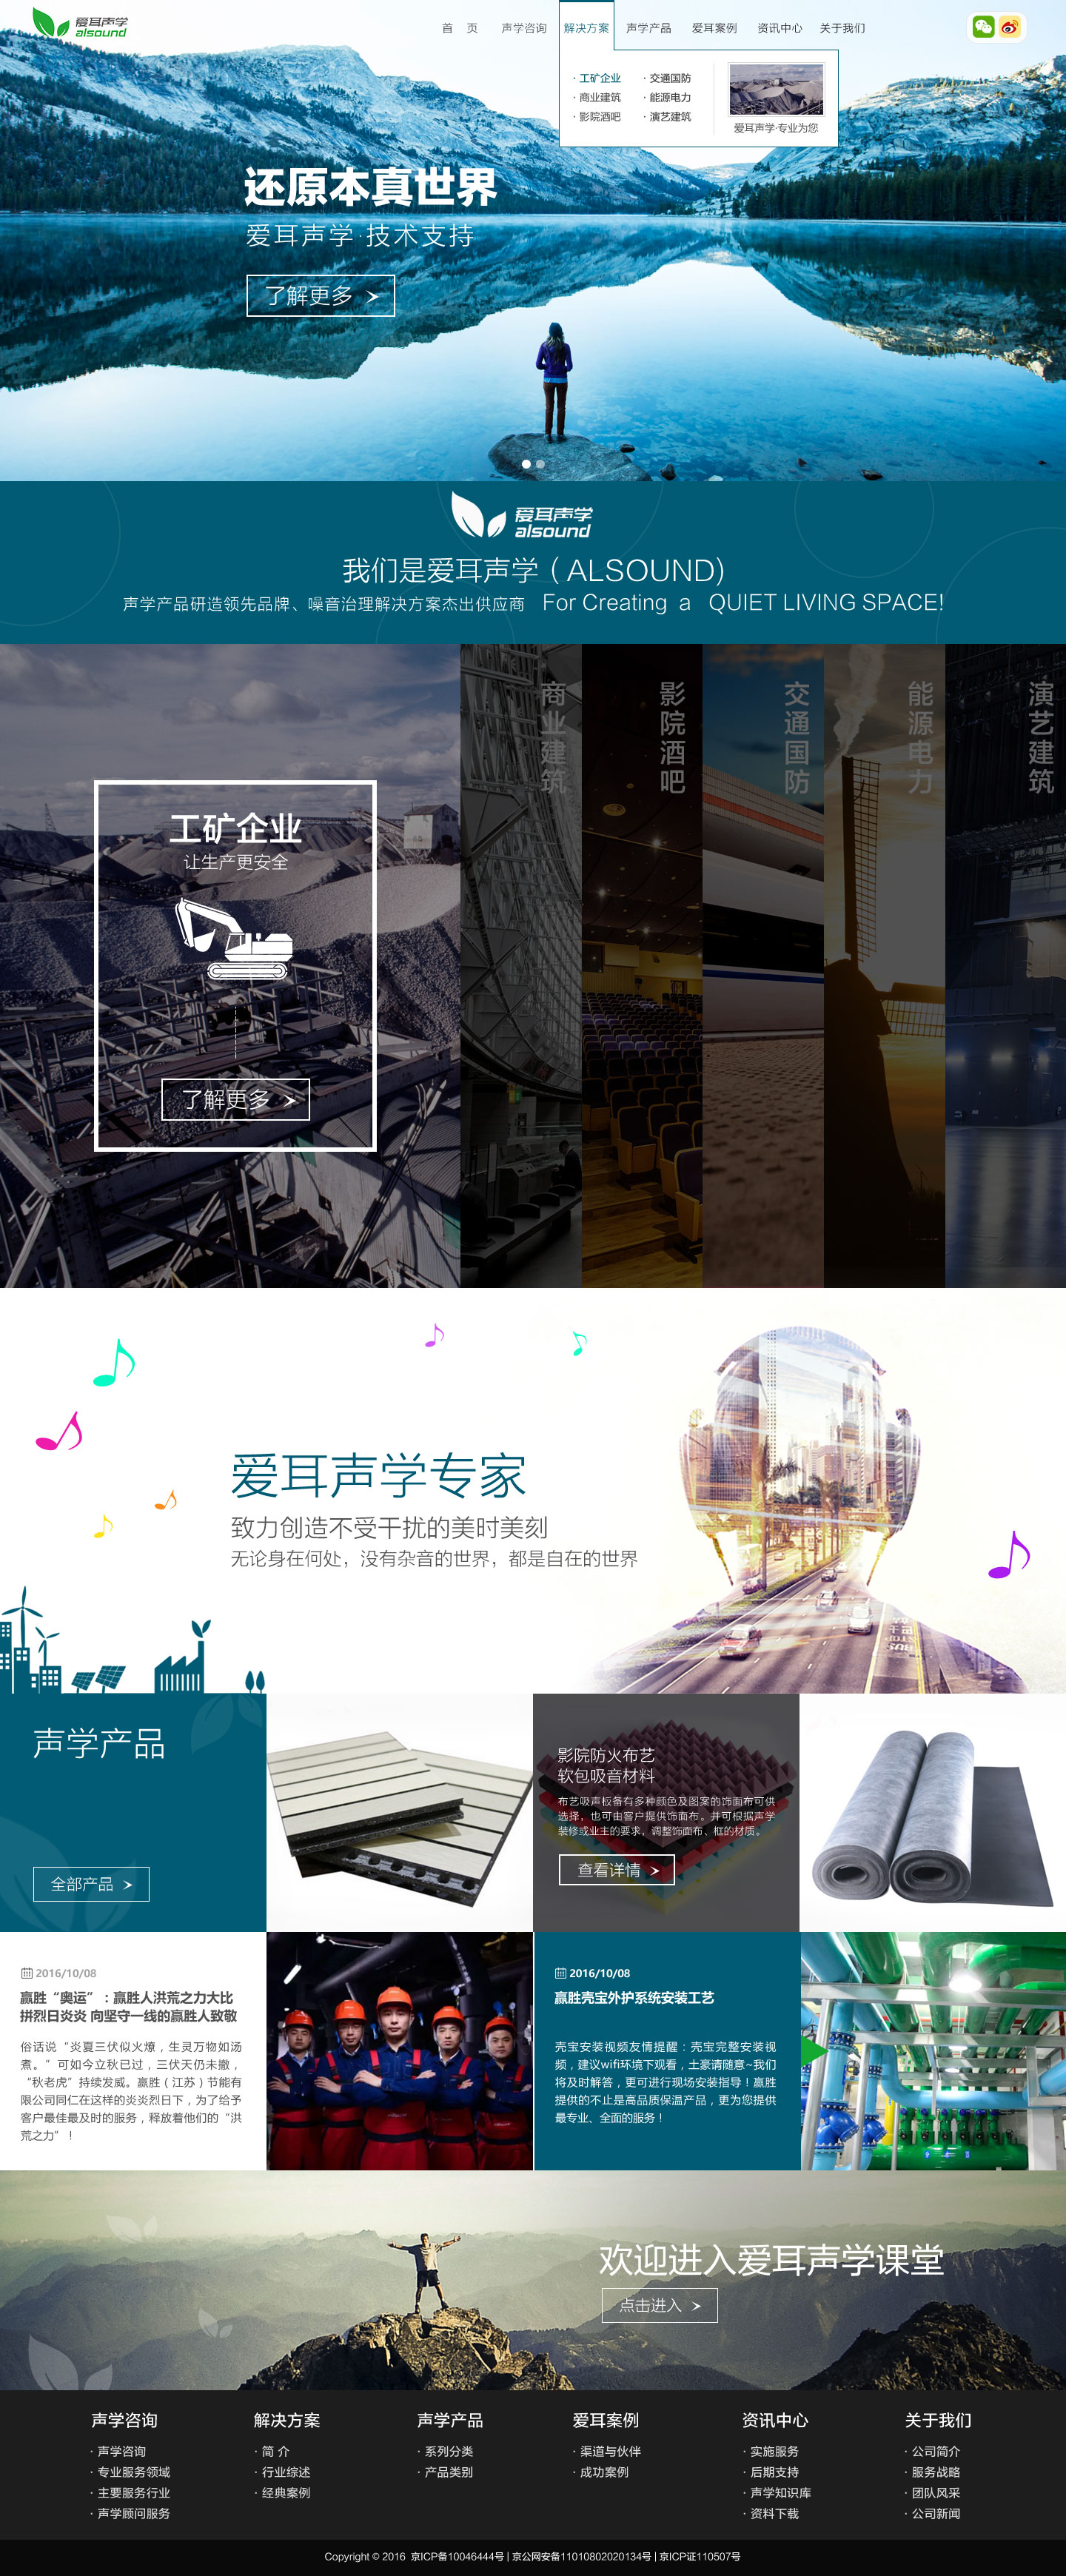 爱耳声学
alsound
首 页
声学咨询
解决方案
声学产品
爱耳案例
资讯中心
关于我们
· 工矿企业
· 交通国防
· 商业建筑
· 能源电力
· 影院酒吧
· 演艺建筑
爱耳声学·专业为您
还原本真世界
爱耳声学·技术支持
了解更多 >
爱耳声学
alsound
我们是爱耳声学（ALSOUND)
声学产品研造领先品牌、噪音治理解决方案杰出供应商 For Creating a QUIET LIVING SPACE!
工矿企业
让生产更安全
了解更多 >
商业建筑
影院酒吧
交通国防
能源电力
演艺建筑
爱耳声学专家
致力创造不受干扰的美时美刻
无论身在何处，没有杂音的世界，都是自在的世界
声学产品
全部产品 >
影院防火布艺
软包吸音材料
布艺吸声板备有多种颜色及图案的饰面布可供
选择，也可由客户提供饰面布。并可根据声学
装修或业主的要求，调整饰面布、框的材质。
查看详情 >
2016/10/08
赢胜“奥运”：赢胜人洪荒之力大比
拼烈日炎炎 向坚守一线的赢胜人致敬
俗话说“炎夏三伏似火燎，生灵万物如汤
煮。”可如今立秋已过，三伏天仍未撤，
“秋老虎”持续发威。赢胜（江苏）节能有
限公司同仁在这样的炎炎烈日下，为了给予
客户最佳最及时的服务，释放着他们的“洪
荒之力”！
2016/10/08
赢胜壳宝外护系统安装工艺
壳宝安装视频友情提醒：壳宝完整安装视
频，建议wifi环境下观看，土豪请随意~我们
将及时解答，更可进行现场安装指导！赢胜
提供的不止是高品质保温产品，更为您提供
最专业、全面的服务！
欢迎进入爱耳声学课堂
点击进入 >
声学咨询
· 声学咨询
· 专业服务领域
· 主要服务行业
· 声学顾问服务
解决方案
· 简 介
· 行业综述
· 经典案例
声学产品
· 系列分类
· 产品类别
爱耳案例
· 渠道与伙伴
· 成功案例
资讯中心
· 实施服务
· 后期支持
· 声学知识库
· 资料下载
关于我们
· 公司简介
· 服务战略
· 团队风采
· 公司新闻
Copyright © 2016 京ICP备10046444号 | 京公网安备11010802020134号 | 京ICP证110507号